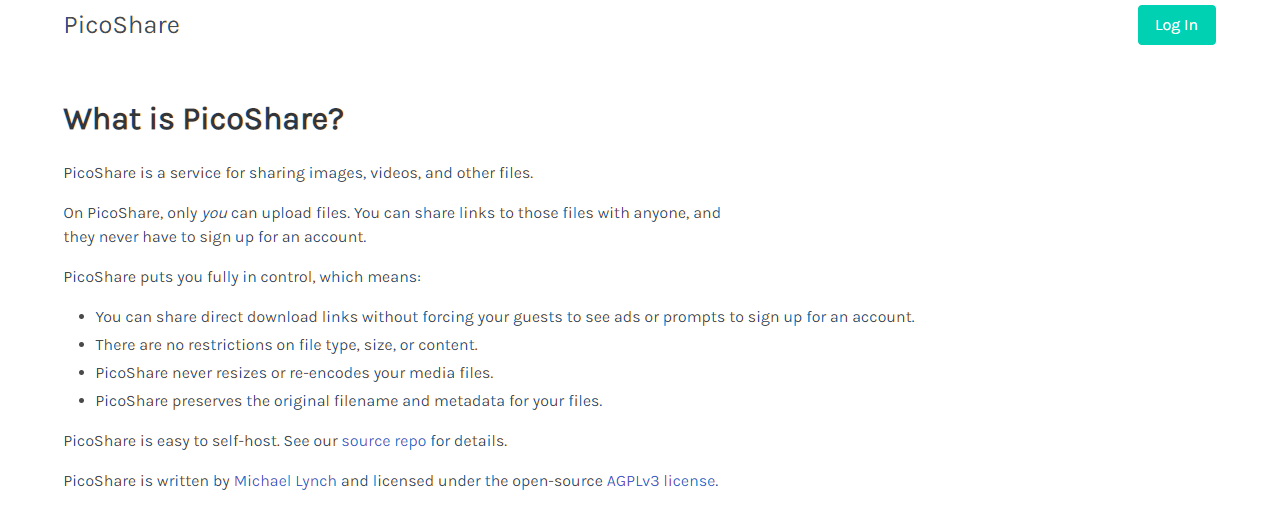 PicoShare
Log In
What is PicoShare?
PicoShare is a service for sharing images, videos, and other files.
On PicoShare, only you can upload files. You can share links to those files with anyone, and
they never have to sign up for an account.
PicoShare puts you fully in control, which means:
• You can share direct download links without forcing your guests to see ads or prompts to sign up for an account.
• There are no restrictions on file type, size, or content.
• PicoShare never resizes or re-encodes your media files.
• PicoShare preserves the original filename and metadata for your files.
PicoShare is easy to self-host. See our source repo for details.
PicoShare is written by Michael Lynch and licensed under the open-source AGPLv3 license.